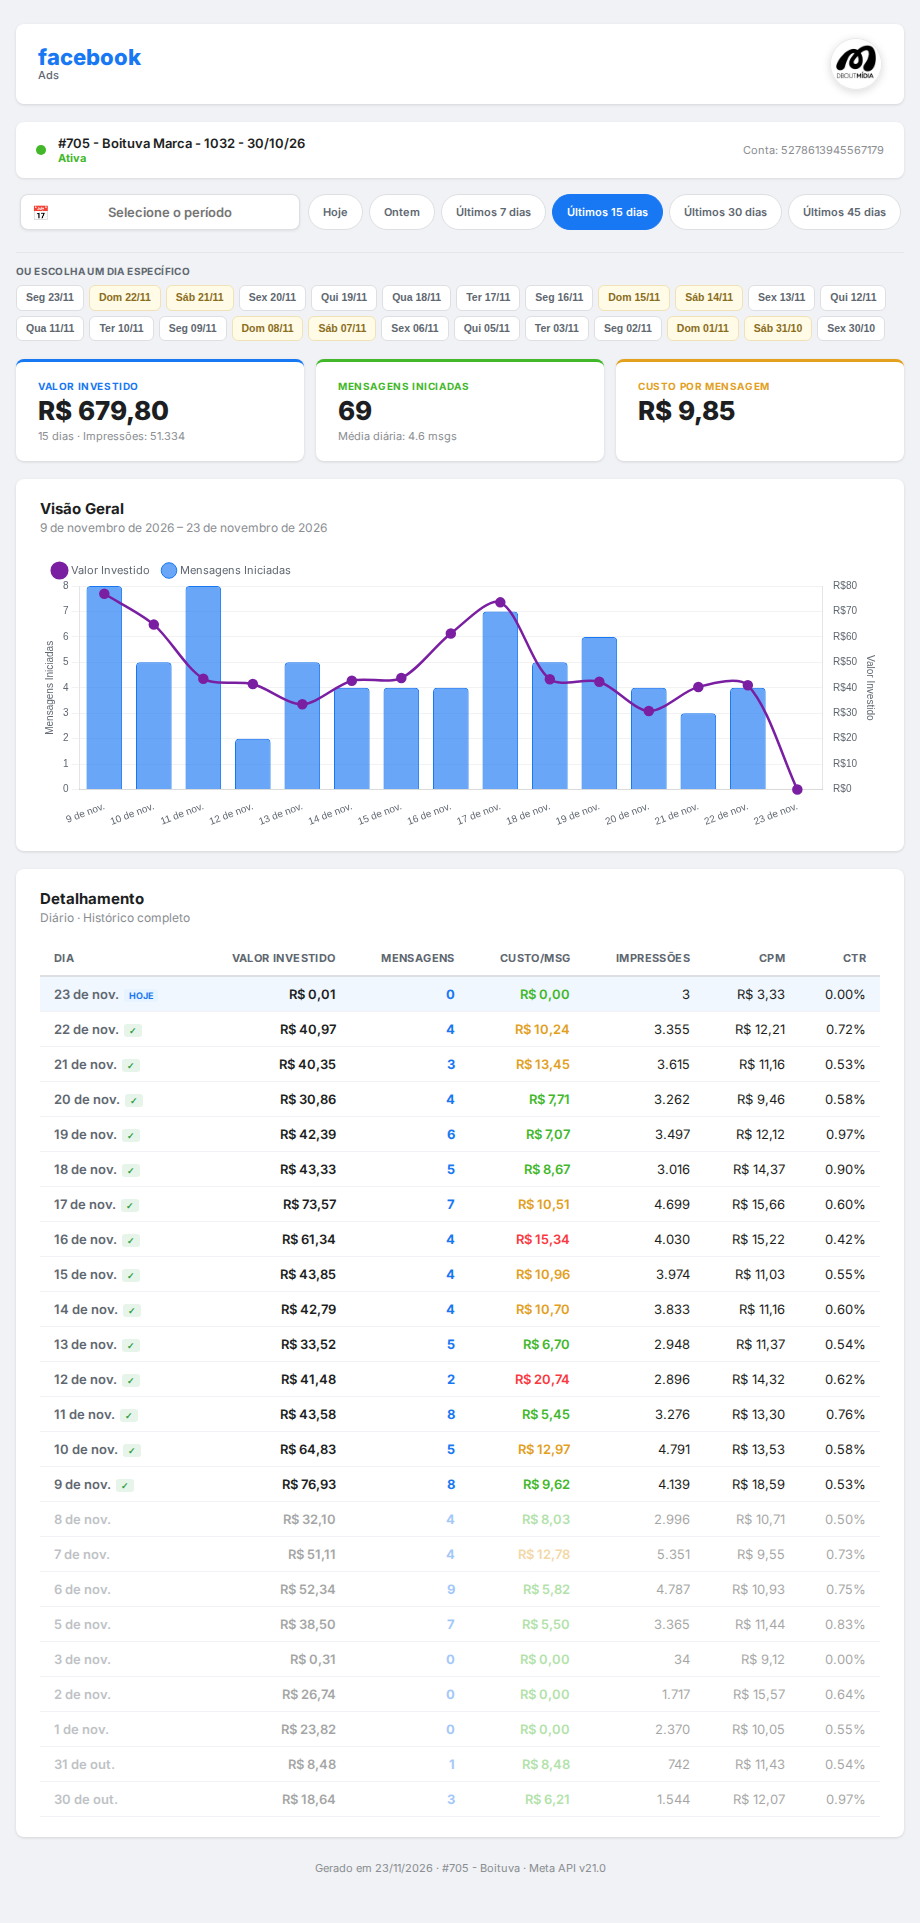 facebook
Ads
DBOUTMÍDIA
#705 - Boituva Marca - 1032 - 30/10/26
Ativa
Conta: 5278613945567179
📅 Selecione o período Hoje Ontem Últimos 7 dias Últimos 15 dias Últimos 30 dias Últimos 45 dias
OU ESCOLHA UM DIA ESPECÍFICO
Seg 23/11 Dom 22/11 Sáb 21/11 Sex 20/11 Qui 19/11 Qua 18/11 Ter 17/11 Seg 16/11 Dom 15/11 Sáb 14/11 Sex 13/11 Qui 12/11
Qua 11/11 Ter 10/11 Seg 09/11 Dom 08/11 Sáb 07/11 Sex 06/11 Qui 05/11 Ter 03/11 Seg 02/11 Dom 01/11 Sáb 31/10 Sex 30/10
VALOR INVESTIDO
R$ 679,80
15 dias · Impressões: 51.334
MENSAGENS INICIADAS
69
Média diária: 4.6 msgs
CUSTO POR MENSAGEM
R$ 9,85
Visão Geral
9 de novembro de 2026 – 23 de novembro de 2026
Valor Investido Mensagens Iniciadas
Mensagens Iniciadas
8
7
6
5
4
3
2
1
0
R$80
R$70
R$60
R$50
R$40
R$30
R$20
R$10
R$0
Valor Investido
9 de nov. 10 de nov. 11 de nov. 12 de nov. 13 de nov. 14 de nov. 15 de nov. 16 de nov. 17 de nov. 18 de nov. 19 de nov. 20 de nov. 21 de nov. 22 de nov. 23 de nov.
Detalhamento
Diário · Histórico completo
DIA VALOR INVESTIDO MENSAGENS CUSTO/MSG IMPRESSÕES CPM CTR
23 de nov. HOJE R$ 0,01 0 R$ 0,00 3 R$ 3,33 0.00%
22 de nov. ✓ R$ 40,97 4 R$ 10,24 3.355 R$ 12,21 0.72%
21 de nov. ✓ R$ 40,35 3 R$ 13,45 3.615 R$ 11,16 0.53%
20 de nov. ✓ R$ 30,86 4 R$ 7,71 3.262 R$ 9,46 0.58%
19 de nov. ✓ R$ 42,39 6 R$ 7,07 3.497 R$ 12,12 0.97%
18 de nov. ✓ R$ 43,33 5 R$ 8,67 3.016 R$ 14,37 0.90%
17 de nov. ✓ R$ 73,57 7 R$ 10,51 4.699 R$ 15,66 0.60%
16 de nov. ✓ R$ 61,34 4 R$ 15,34 4.030 R$ 15,22 0.42%
15 de nov. ✓ R$ 43,85 4 R$ 10,96 3.974 R$ 11,03 0.55%
14 de nov. ✓ R$ 42,79 4 R$ 10,70 3.833 R$ 11,16 0.60%
13 de nov. ✓ R$ 33,52 5 R$ 6,70 2.948 R$ 11,37 0.54%
12 de nov. ✓ R$ 41,48 2 R$ 20,74 2.896 R$ 14,32 0.62%
11 de nov. ✓ R$ 43,58 8 R$ 5,45 3.276 R$ 13,30 0.76%
10 de nov. ✓ R$ 64,83 5 R$ 12,97 4.791 R$ 13,53 0.58%
9 de nov. ✓ R$ 76,93 8 R$ 9,62 4.139 R$ 18,59 0.53%
8 de nov. R$ 32,10 4 R$ 8,03 2.996 R$ 10,71 0.50%
7 de nov. R$ 51,11 4 R$ 12,78 5.351 R$ 9,55 0.73%
6 de nov. R$ 52,34 9 R$ 5,82 4.787 R$ 10,93 0.75%
5 de nov. R$ 38,50 7 R$ 5,50 3.365 R$ 11,44 0.83%
3 de nov. R$ 0,31 0 R$ 0,00 34 R$ 9,12 0.00%
2 de nov. R$ 26,74 0 R$ 0,00 1.717 R$ 15,57 0.64%
1 de nov. R$ 23,82 0 R$ 0,00 2.370 R$ 10,05 0.55%
31 de out. R$ 8,48 1 R$ 8,48 742 R$ 11,43 0.54%
30 de out. R$ 18,64 3 R$ 6,21 1.544 R$ 12,07 0.97%
Gerado em 23/11/2026 · #705 - Boituva · Meta API v21.0